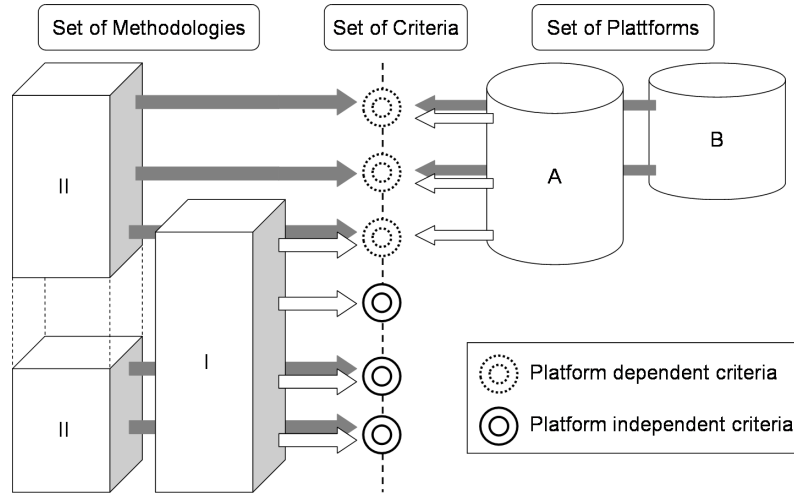 Set of Methodologies
Set of Criteria
Set of Plattforms
II
A
B
I
II
Platform dependent criteria
Platform independent criteria